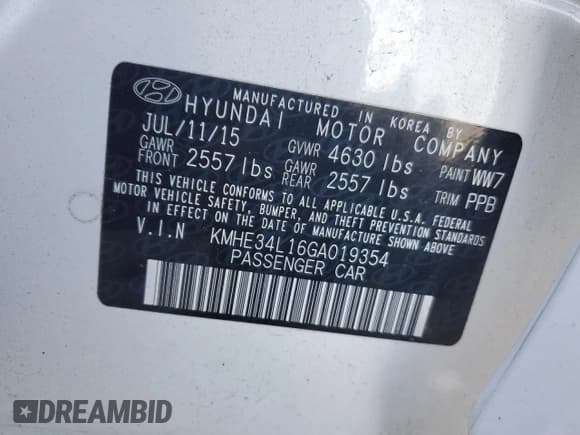 MANUFACTURED IN KOREA BY
HYUNDAI MOTOR COMPANY
JUL/11/15 GVWR 4630 lbs PAINT WW7
GAWR FRONT 2557 lbs GAWR REAR 2557 lbs TRIM PPB
THIS VEHICLE CONFORMS TO ALL APPLICABLE U.S.A. FEDERAL
MOTOR VEHICLE SAFETY, BUMPER, AND THEFT PREVENTION STANDARDS
IN EFFECT ON THE DATE OF MANUFACTURE SHOWN ABOVE.
V.I.N KMHE34L16GA019354
PASSENGER CAR
DREAMBID